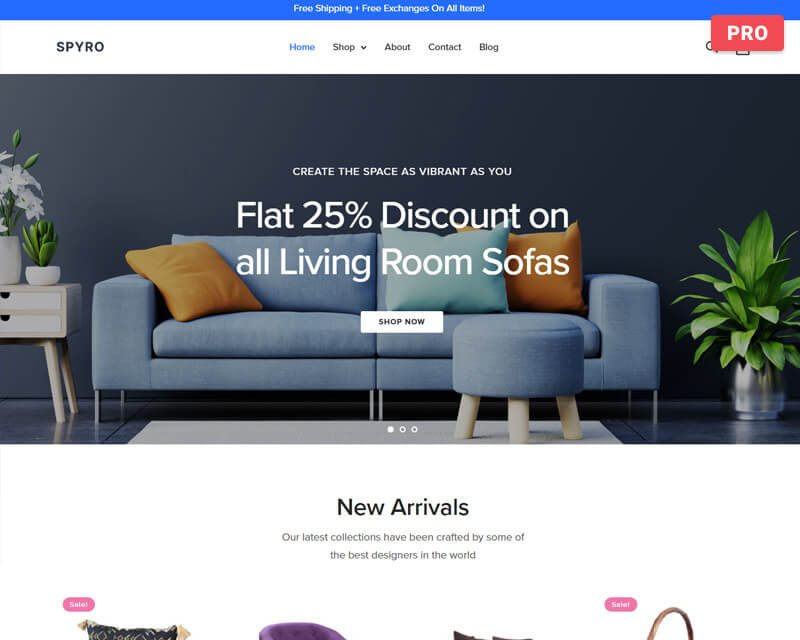 Free Shipping + Free Exchanges On All Items!
PRO
SPYRO
Home Shop About Contact Blog
CREATE THE SPACE AS VIBRANT AS YOU
Flat 25% Discount on
all Living Room Sofas
SHOP NOW
New Arrivals
Our latest collections have been crafted by some of
the best designers in the world
Sale!
Sale!